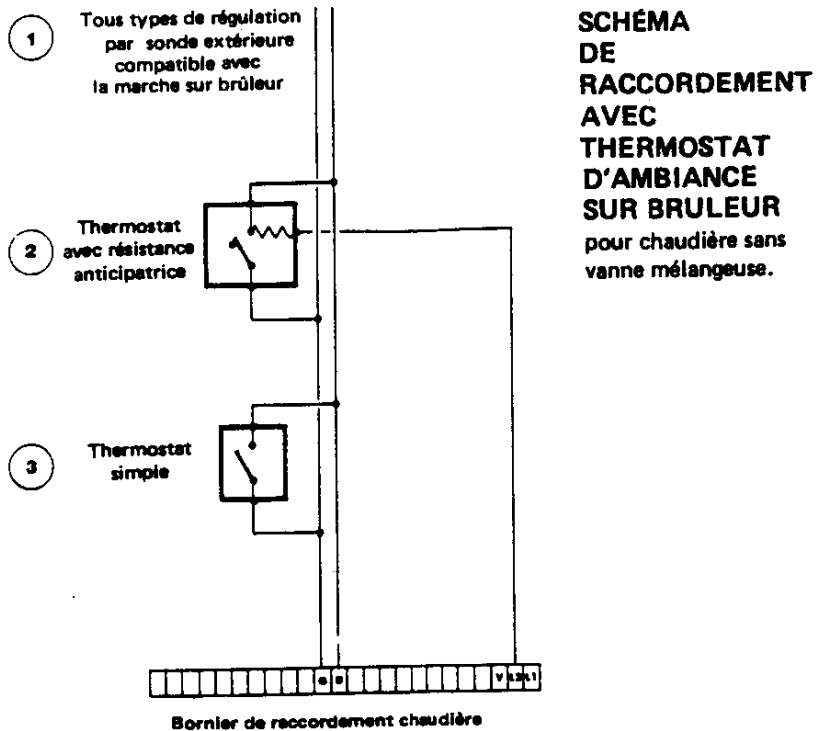 1
Tous types de régulation
par sonde extérieure
compatible avec
la marche sur brûleur
SCHÉMA
DE
RACCORDEMENT
AVEC
THERMOSTAT
D'AMBIANCE
SUR BRULEUR
pour chaudière sans
vanne mélangeuse.
2
Thermostat
avec résistance
anticipatrice
3
Thermostat
simple
V L2 L1
Bornier de raccordement chaudière